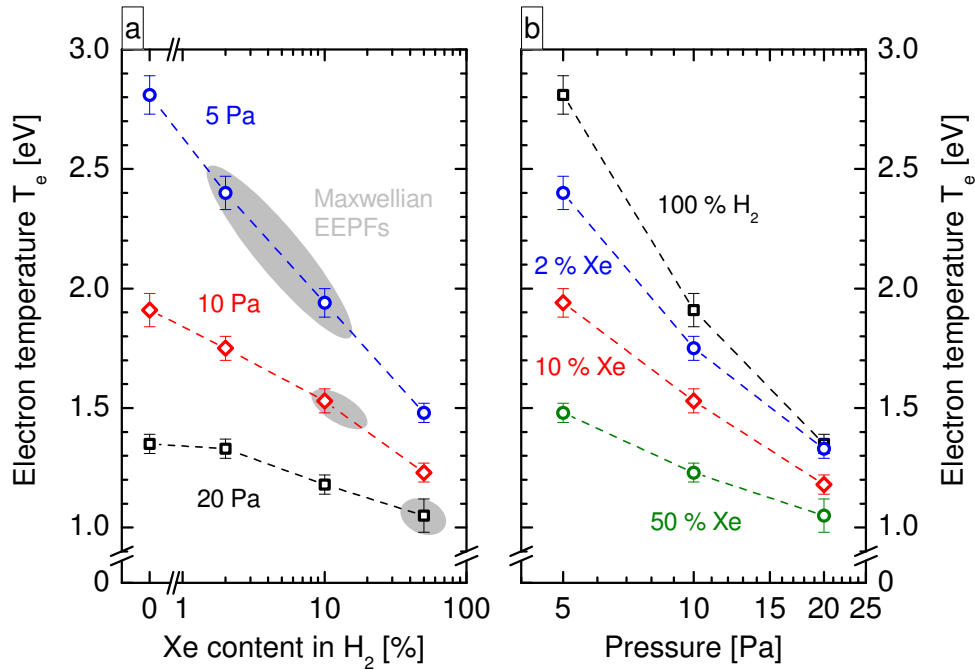 a
b
3.0
2.5
2.0
1.5
1.0
0
Electron temperature T_e [eV]
5 Pa
Maxwellian
EEPFs
10 Pa
20 Pa
0 1 10 100
Xe content in H₂ [%]
100 % H₂
2 % Xe
10 % Xe
50 % Xe
5 10 15 20 25
Pressure [Pa]
3.0
2.5
2.0
1.5
1.0
0
Electron temperature T_e [eV]